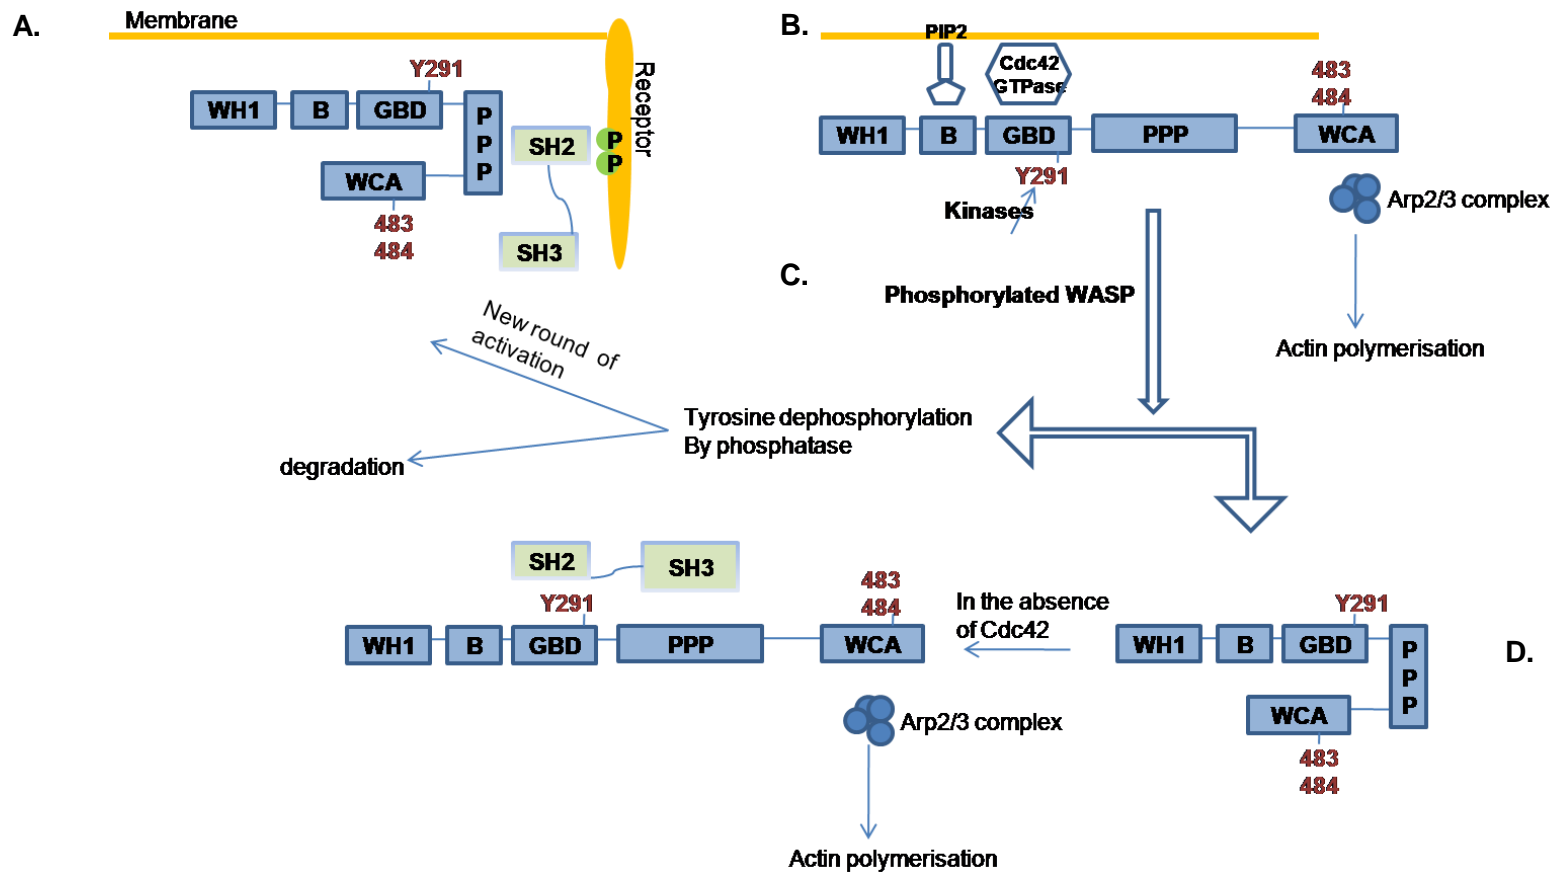 A.
Membrane
Receptor
Y291
WH1
B
GBD
P
P
P
SH2
P
P
WCA
483
484
SH3
B.
PIP2
Cdc42
GTPase
483
484
WH1
B
GBD
PPP
WCA
Y291
Kinases
Arp2/3 complex
Actin polymerisation
C.
Phosphorylated WASP
New round of
activation
Tyrosine dephosphorylation
By phosphatase
degradation
SH2
SH3
Y291
483
484
WH1
B
GBD
PPP
WCA
In the absence
of Cdc42
Arp2/3 complex
Actin polymerisation
Y291
WH1
B
GBD
P
P
P
WCA
483
484
D.